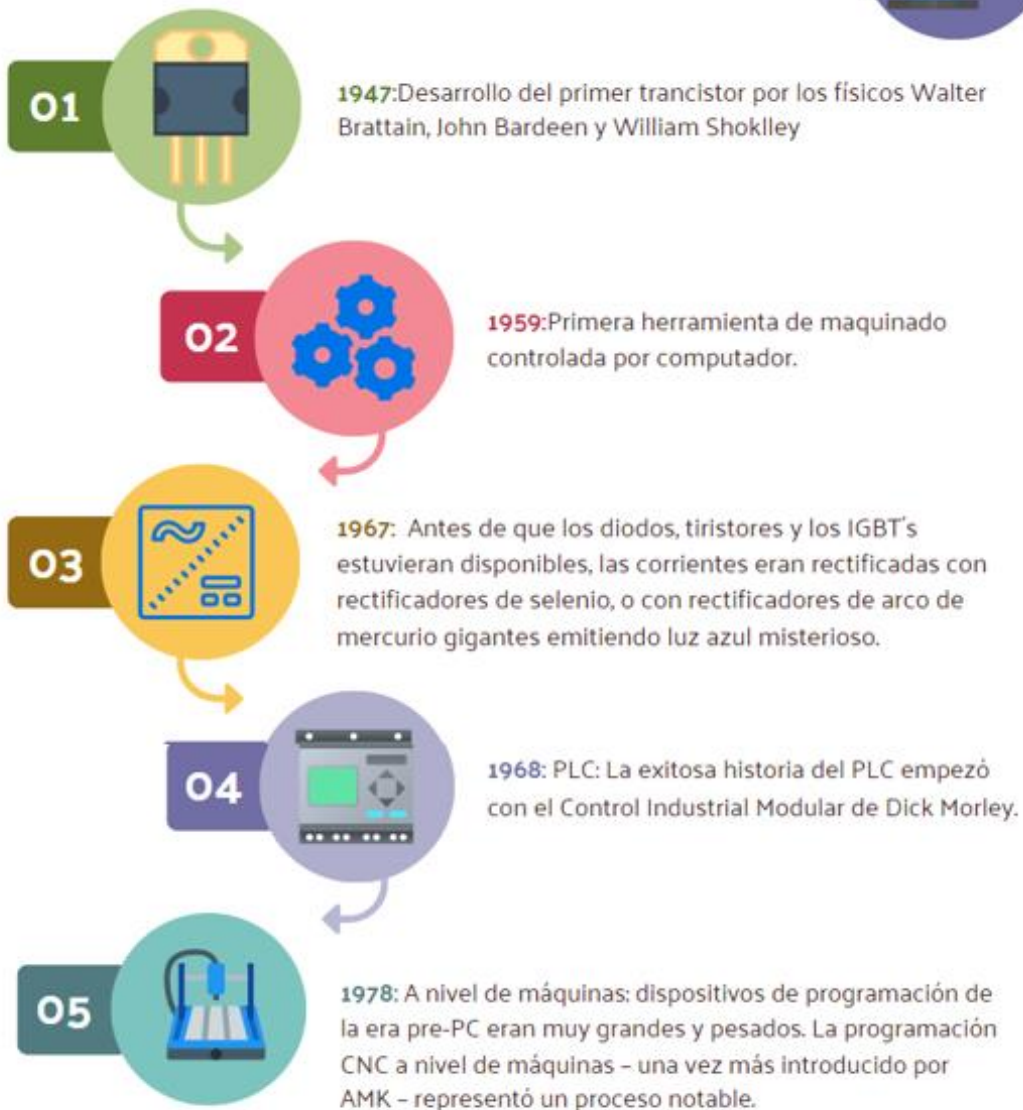 01
1947:Desarrollo del primer trancistor por los físicos Walter
Brattain, John Bardeen y William Shoklley
02
1959:Primera herramienta de maquinado
controlada por computador.
03
1967: Antes de que los diodos, tiristores y los IGBT´s
estuvieran disponibles, las corrientes eran rectificadas con
rectificadores de selenio, o con rectificadores de arco de
mercurio gigantes emitiendo luz azul misterioso.
04
1968: PLC: La exitosa historia del PLC empezó
con el Control Industrial Modular de Dick Morley.
05
1978: A nivel de máquinas: dispositivos de programación de
la era pre-PC eran muy grandes y pesados. La programación
CNC a nivel de máquinas – una vez más introducido por
AMK – representó un proceso notable.